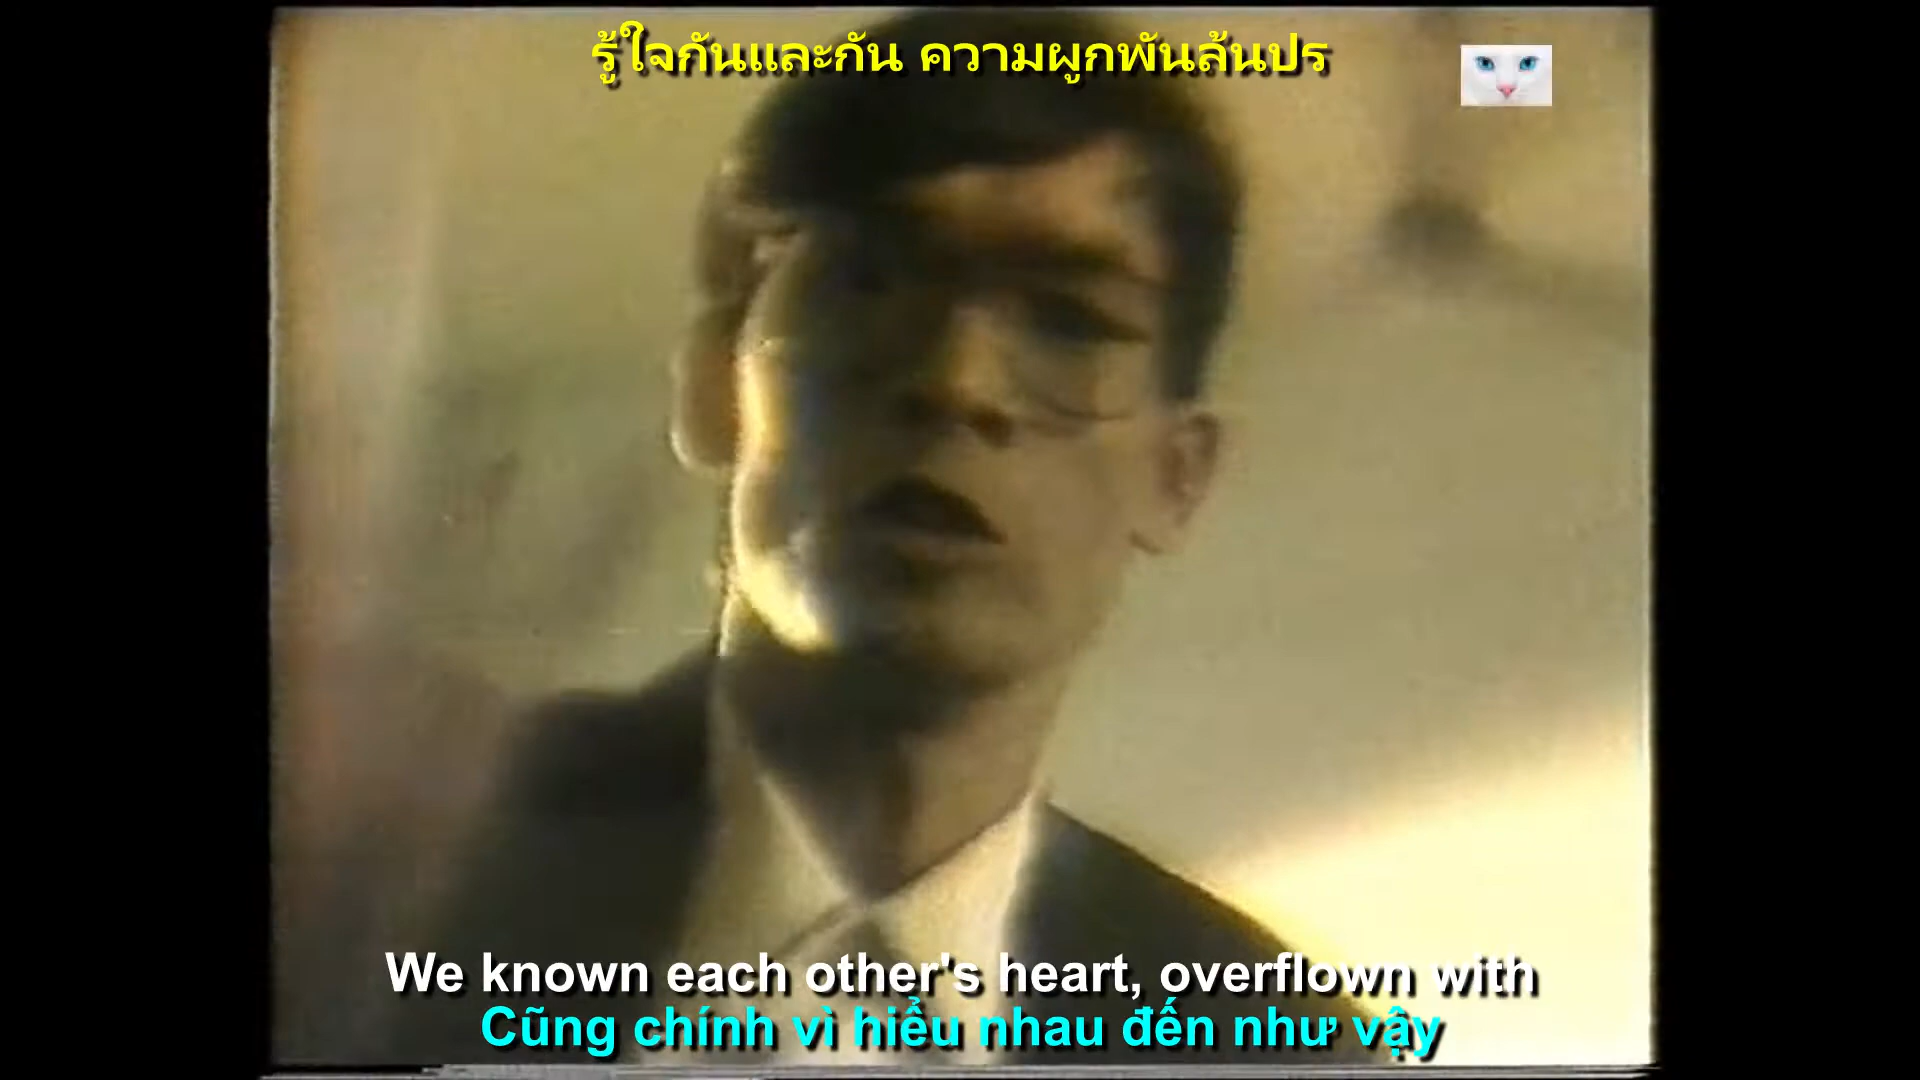 รู้ใจกันและกัน ความผูกพันล้นปร
We known each other's heart, overflown with
Cũng chính vì hiểu nhau đến như vậy